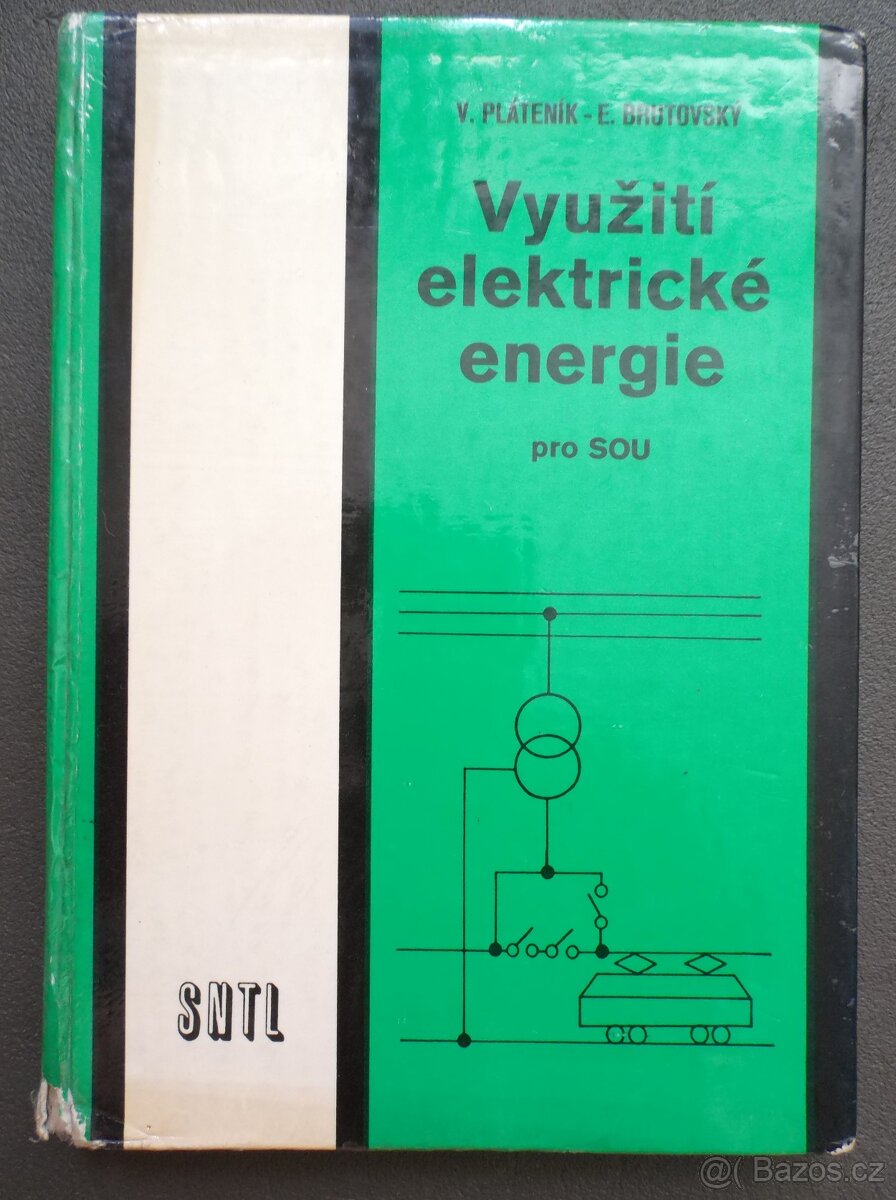 V. PLÁTENÍK - E. BRUTOVSKÝ
Využití
elektrické
energie
pro SOU
SNTL
@( Bazos.cz